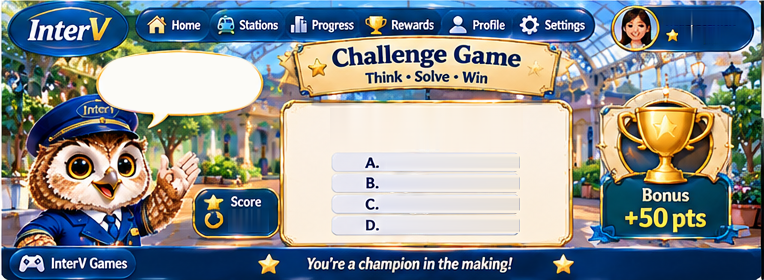 InterV
Home
Stations
Progress
Rewards
Profile
Settings
Challenge Game
Think • Solve • Win
InterV
A.
B.
C.
D.
Score
Bonus
+50 pts
InterV Games
You're a champion in the making!